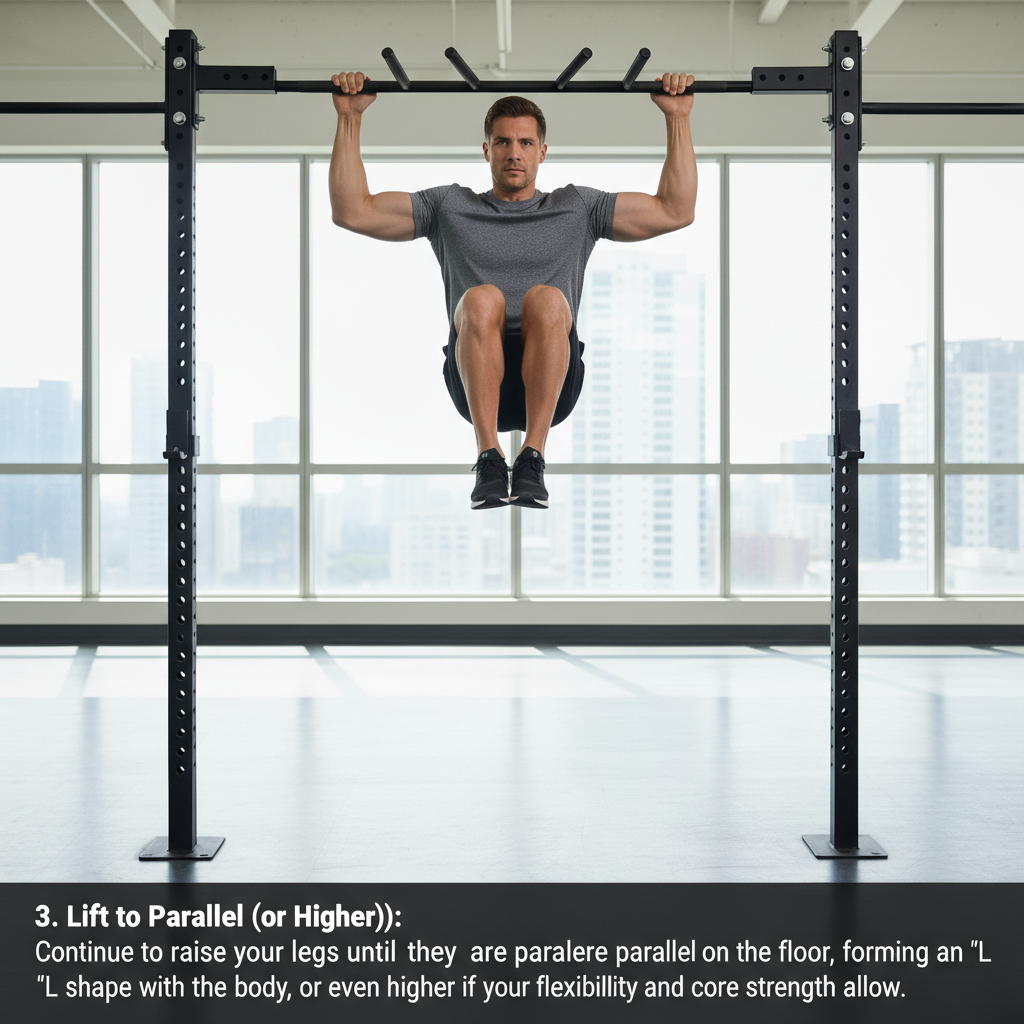 3. Lift to Parallel (or Higher)):
Continue to raise your legs until they are paralere parallel on the floor, forming an "L
"L shape with the body, or even higher if your flexibillity and core strength allow.